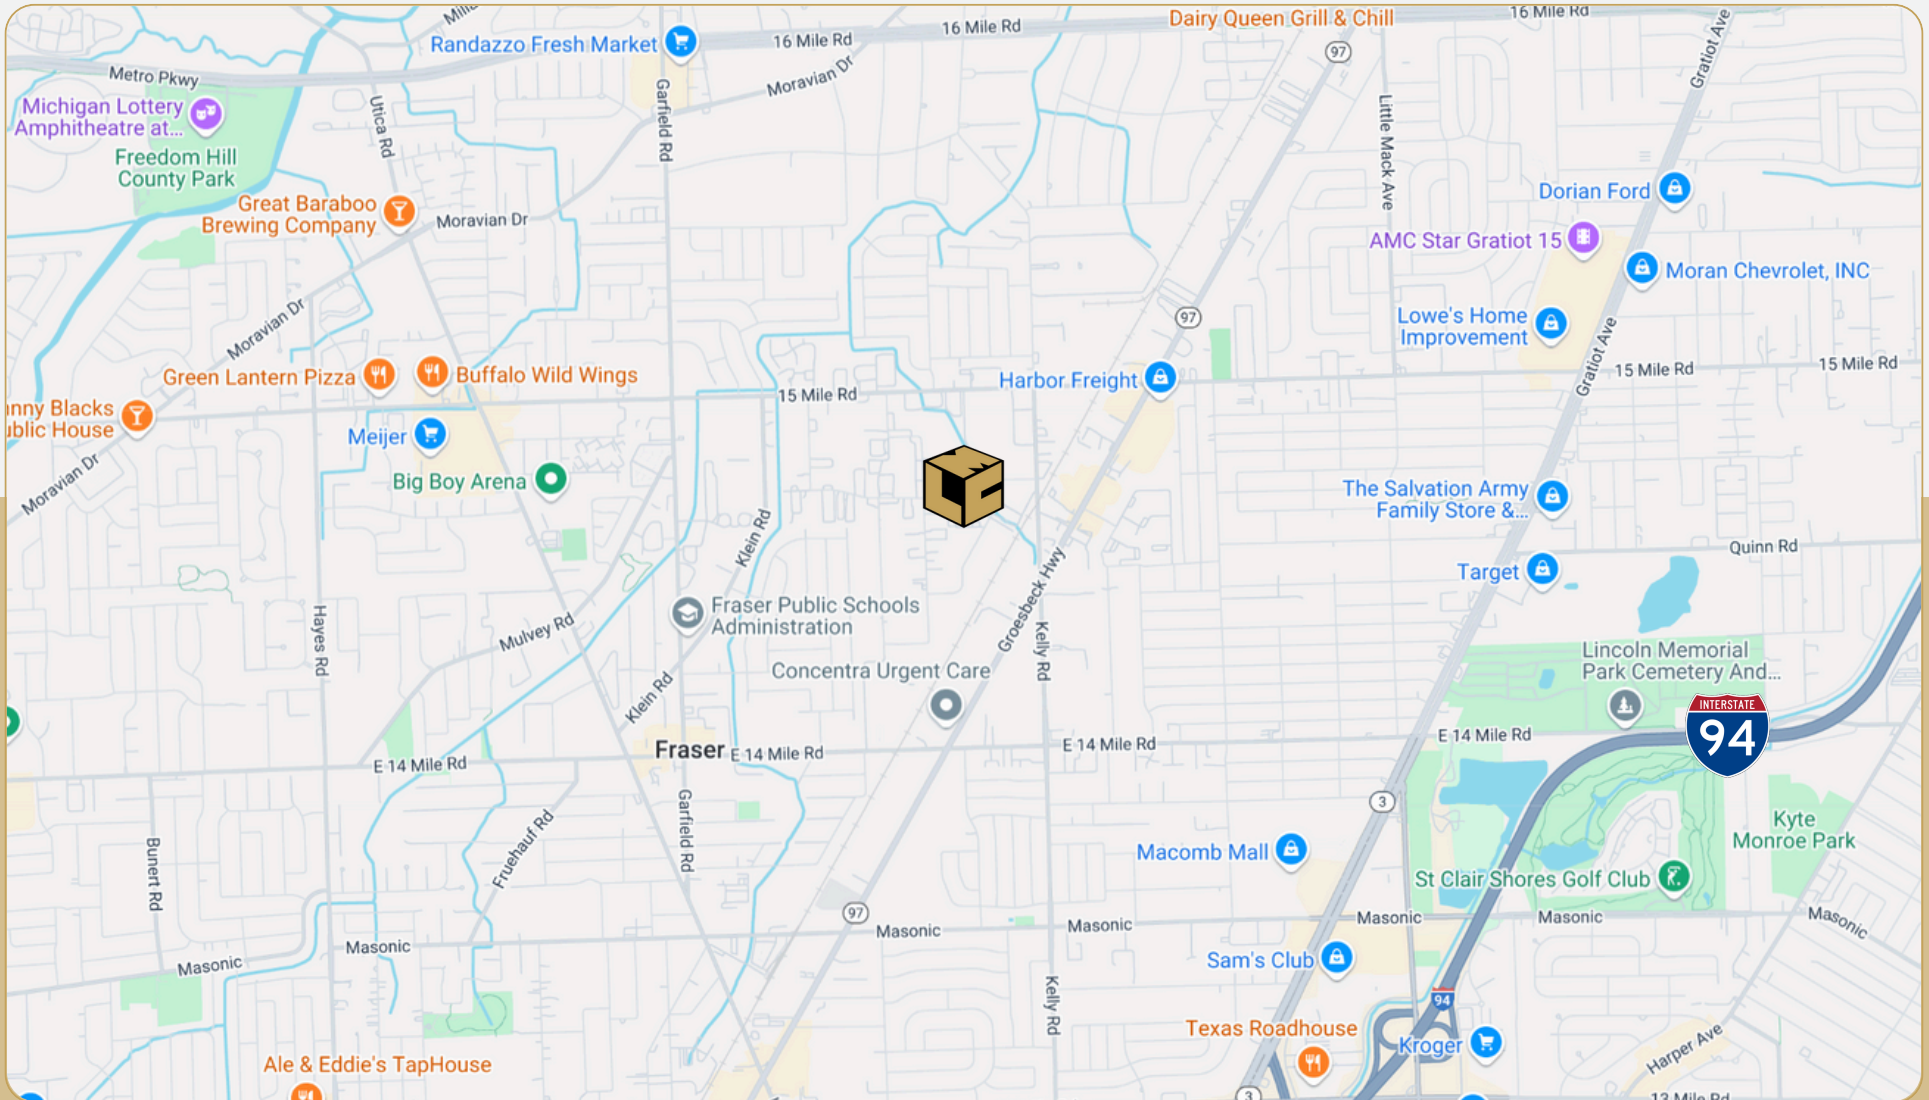 Dairy Queen Grill & Chill
16 Mile Rd
16 Mile Rd
16 Mile Rd
Randazzo Fresh Market
97
Gratiot Ave
Metro Pkwy
Moravian Dr
Garfield Rd
Utica Rd
Little Mack Ave
Michigan Lottery
Amphitheatre at...
Freedom Hill
County Park
Great Baraboo
Brewing Company
Moravian Dr
Dorian Ford
AMC Star Gratiot 15
Moran Chevrolet, INC
Moravian Dr
97
Lowe's Home
Improvement
Gratiot Ave
Green Lantern Pizza
Buffalo Wild Wings
15 Mile Rd
Harbor Freight
15 Mile Rd
15 Mile Rd
nny Blacks
ublic House
Meijer
Big Boy Arena
Moravian Dr
The Salvation Army
Family Store &...
Klein Rd
Quinn Rd
Target
Groesbeck Hwy
Fraser Public Schools
Administration
Hayes Rd
Mulvey Rd
Kelly Rd
Lincoln Memorial
Park Cemetery And...
Concentra Urgent Care
Klein Rd
INTERSTATE
94
Fraser
E 14 Mile Rd
E 14 Mile Rd
E 14 Mile Rd
E 14 Mile Rd
3
Garfield Rd
Fruehauf Rd
Bunert Rd
Macomb Mall
Kyte
Monroe Park
St Clair Shores Golf Club
97
Masonic
Masonic
Masonic
Masonic
Masonic
Masonic
Masonic
Sam's Club
94
Kelly Rd
Texas Roadhouse
Kroger
Harper Ave
Ale & Eddie's TapHouse
3
13 Mile Rd